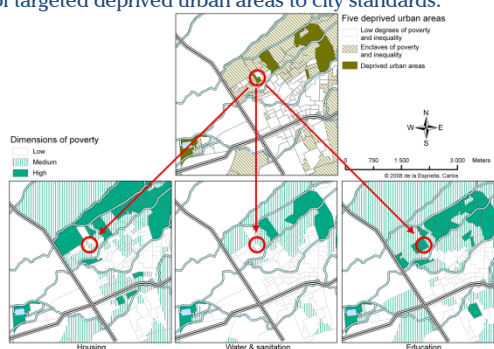 of targeted deprived urban areas to city standards.
Five deprived urban areas
Low degrees of poverty
and inequality
Enclaves of poverty
and inequality
Deprived urban areas
N
W E
S
0 750 1 500 3 000 Meters
© 2008 de la Espriella, Carlos
Dimensions of poverty
Low
Medium
High
Housing
Water & sanitation
Education